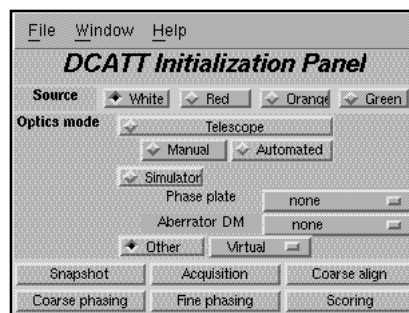 File Window Help
DCATT Initialization Panel
Source White Red Orange Green
Optics mode Telescope
Manual Automated
Simulator
Phase plate none
Aberrator DM none
Other Virtual
Snapshot Acquisition Coarse align
Coarse phasing Fine phasing Scoring